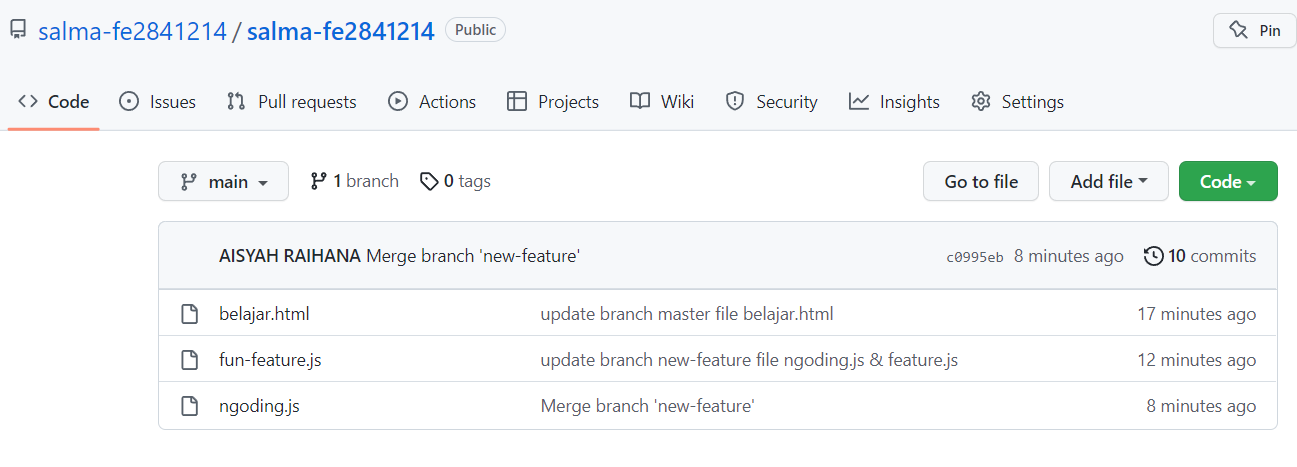 salma-fe2841214 / salma-fe2841214 Public Pin
Code Issues Pull requests Actions Projects Wiki Security Insights Settings
main 1 branch 0 tags Go to file Add file Code
AISYAH RAIHANA Merge branch 'new-feature' c0995eb 8 minutes ago 10 commits
belajar.html update branch master file belajar.html 17 minutes ago
fun-feature.js update branch new-feature file ngoding.js & feature.js 12 minutes ago
ngoding.js Merge branch 'new-feature' 8 minutes ago